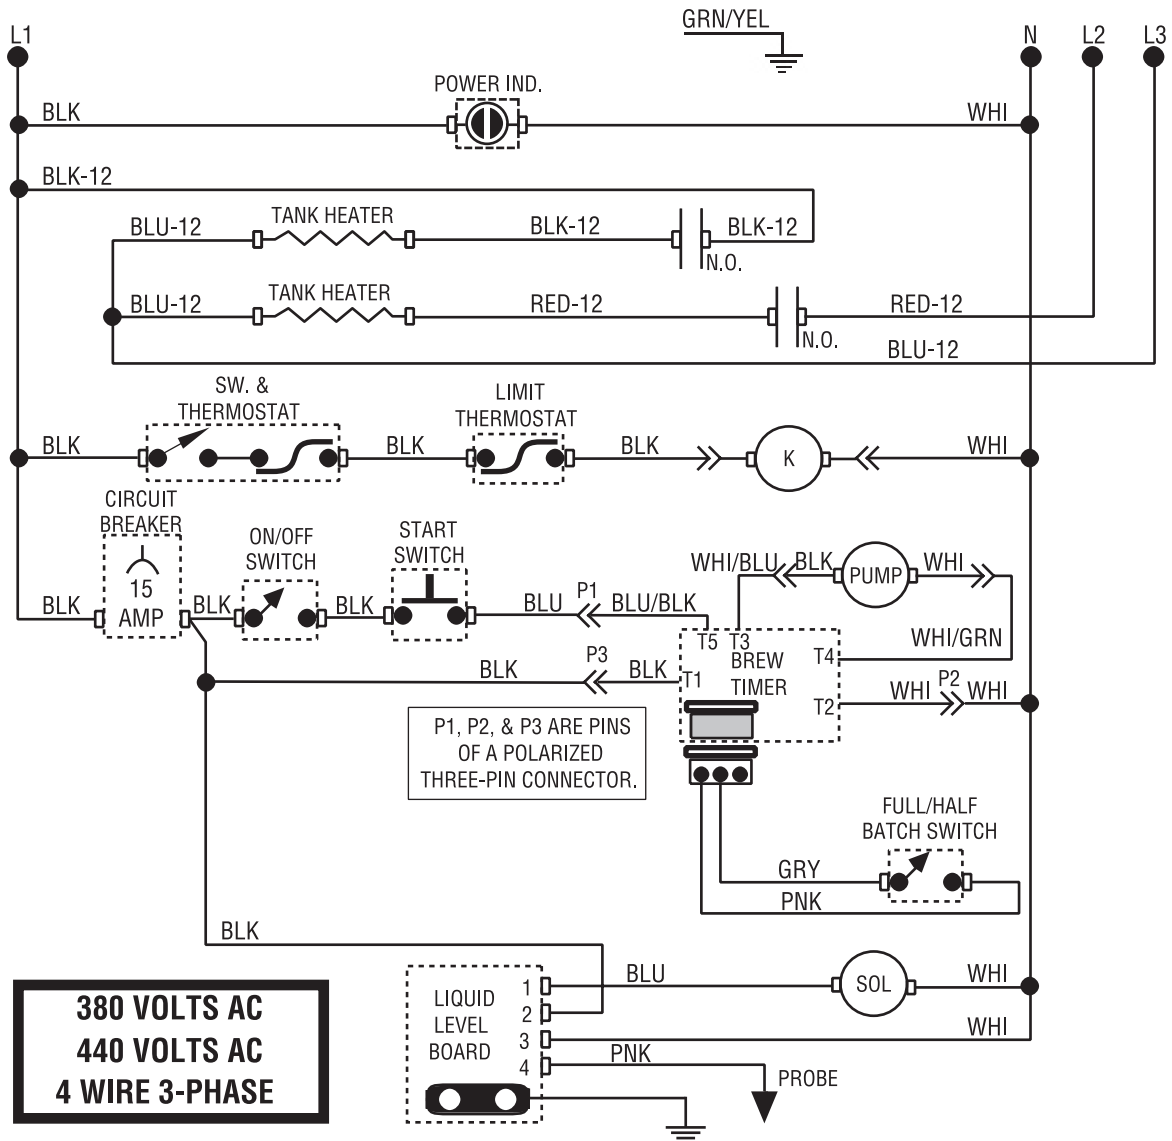 GRN/YEL
L1
N
L2
L3
POWER IND.
BLK
WHI
BLK-12
TANK HEATER
BLU-12
BLK-12
BLK-12
N.O.
TANK HEATER
BLU-12
RED-12
RED-12
N.O.
BLU-12
SW. &
THERMOSTAT
LIMIT
THERMOSTAT
BLK
BLK
BLK
K
WHI
CIRCUIT
BREAKER
15
AMP
ON/OFF
SWITCH
START
SWITCH
BLK
BLK
BLK
BLU
P1
BLU/BLK
WHI/BLU
BLK
PUMP
WHI
WHI/GRN
T5
T3
T4
BREW
TIMER
T1
T2
BLK
P3
BLK
WHI
P2
WHI
P1, P2, & P3 ARE PINS
OF A POLARIZED
THREE-PIN CONNECTOR.
FULL/HALF
BATCH SWITCH
GRY
PNK
BLK
LIQUID
LEVEL
BOARD
1
2
3
4
BLU
SOL
WHI
WHI
PNK
PROBE
380 VOLTS AC
440 VOLTS AC
4 WIRE 3-PHASE